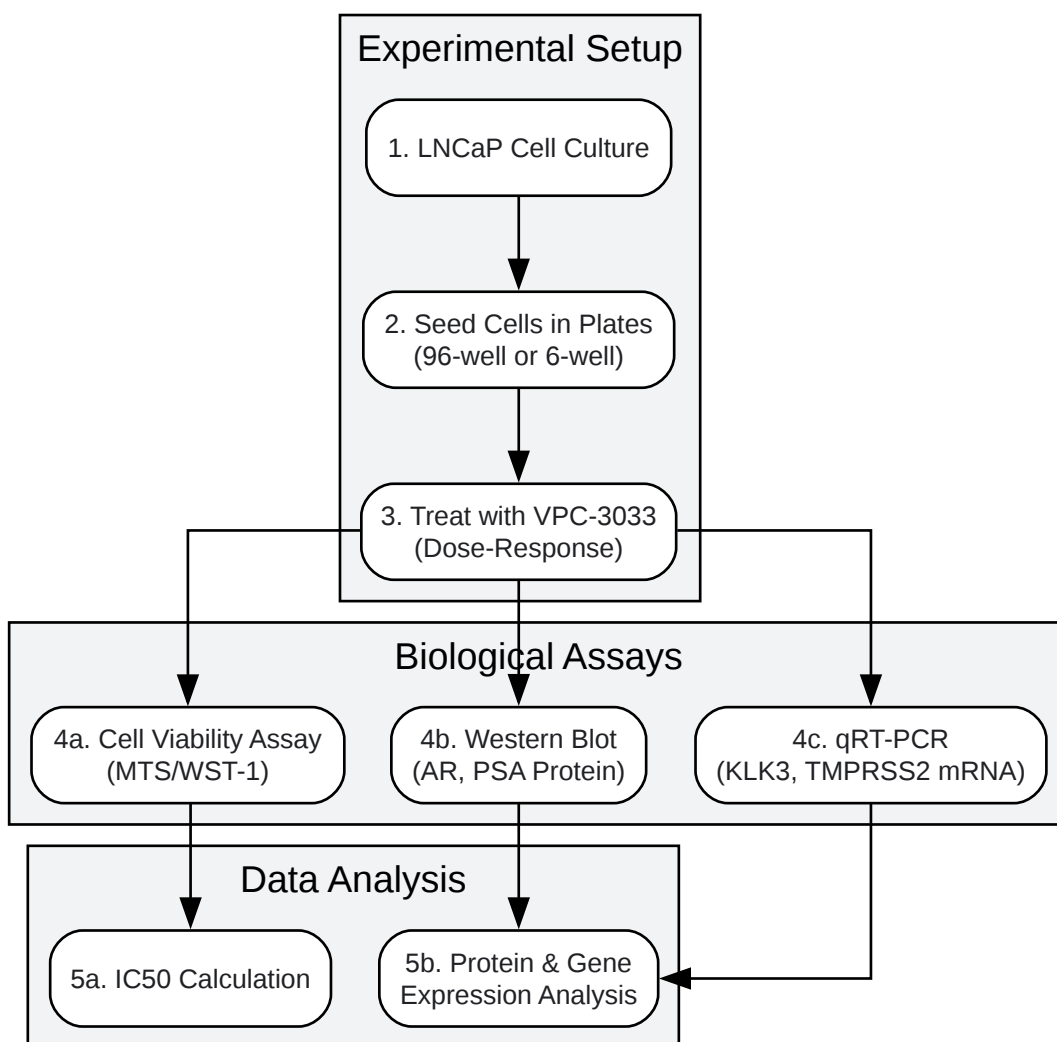 Experimental Setup
1. LNCaP Cell Culture
2. Seed Cells in Plates
(96-well or 6-well)
3. Treat with VPC-3033
(Dose-Response)
Biological Assays
4a. Cell Viability Assay
(MTS/WST-1)
4b. Western Blot
(AR, PSA Protein)
4c. qRT-PCR
(KLK3, TMPRSS2 mRNA)
Data Analysis
5a. IC50 Calculation
5b. Protein & Gene
Expression Analysis